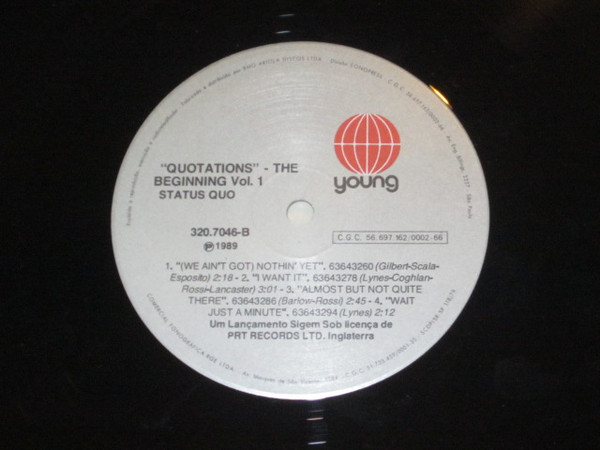 "QUOTATIONS" - THE
BEGINNING Vol. 1
STATUS QUO
young
320.7046-B
℗ 1989
C.G.C. 56.697.162/0002-66
1. "(WE AIN'T GOT) NOTHIN' YET". 63643260 (Gilbert-Scala-
Esposito) 2:18 - 2. "I WANT IT". 63643278 (Lynes-Coghlan-
Rossi-Lancaster) 3:01 - 3. "ALMOST BUT NOT QUITE
THERE". 63643286 (Barlow-Rossi) 2:45 - 4. "WAIT
JUST A MINUTE". 63643294 (Lynes) 2:12
Um Lançamento Sigem Sob licença de
PRT RECORDS LTD. Inglaterra